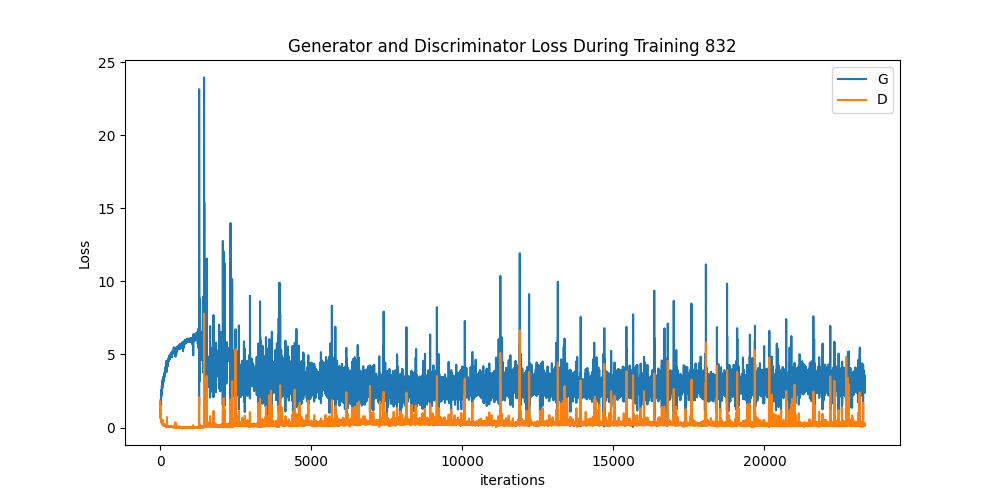 Generator and Discriminator Loss During Training 832
25
20
15
10
5
0
Loss
G
D
0 5000 10000 15000 20000
iterations